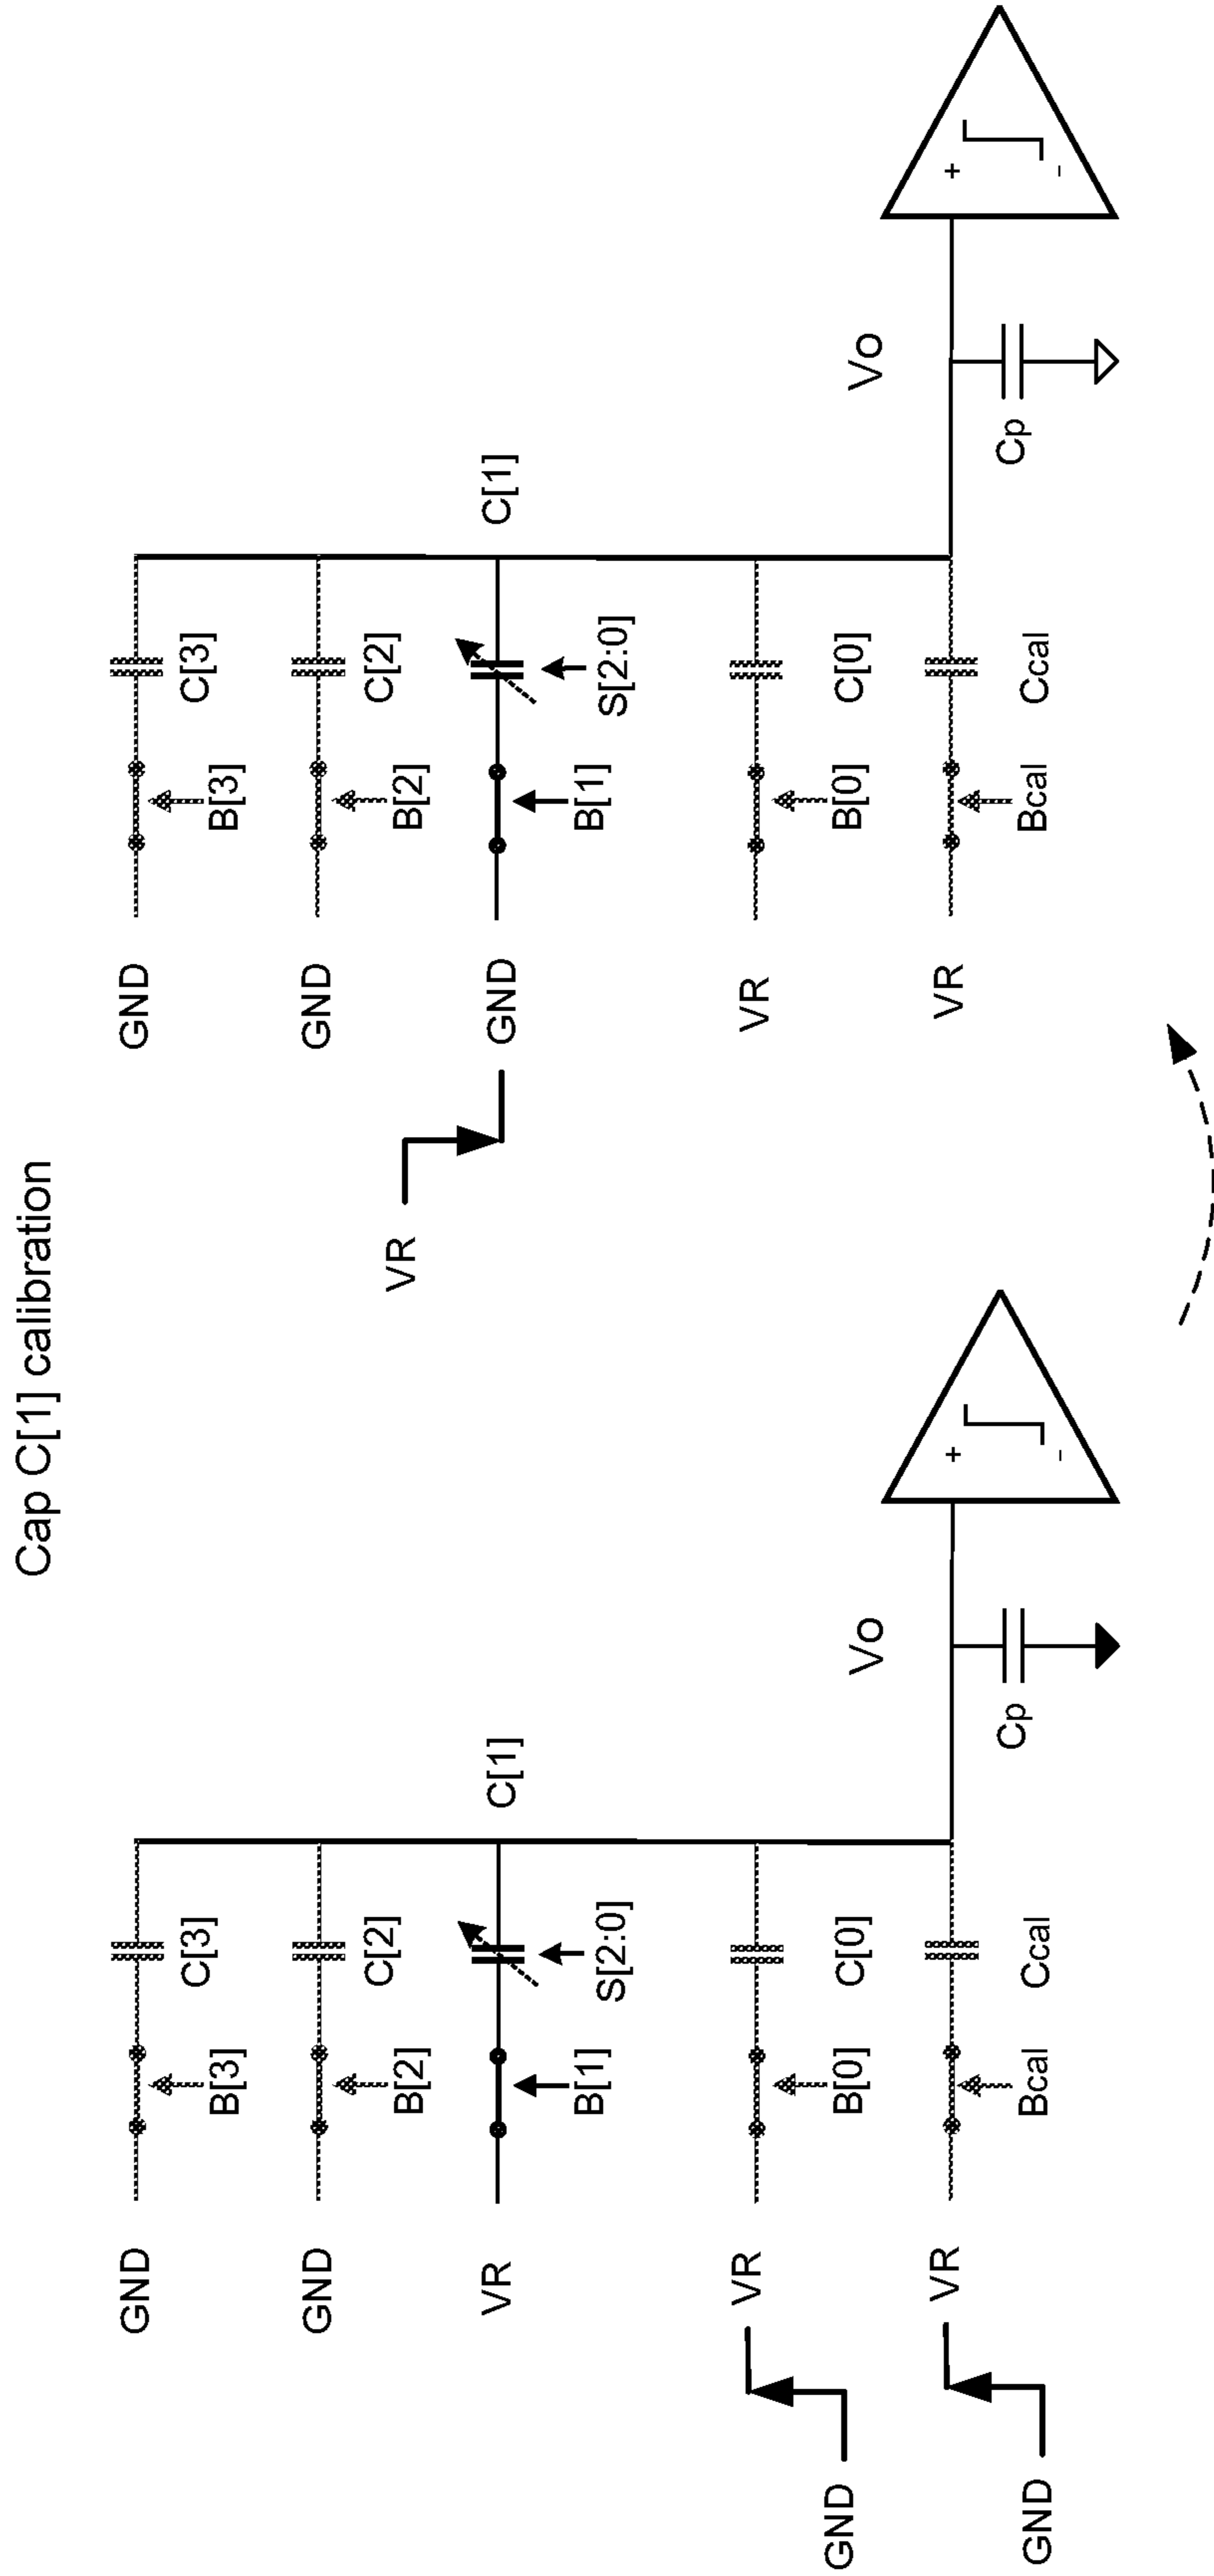 Cap C[1] calibration
GND
B[3]
C[3]
GND
B[2]
C[2]
VR
B[1]
S[2:0]
C[1]
GND
VR
B[0]
C[0]
GND
VR
Bcal
Ccal
Vo
Cp
+
-
GND
B[3]
C[3]
GND
B[2]
C[2]
VR
GND
B[1]
S[2:0]
C[1]
VR
B[0]
C[0]
VR
Bcal
Ccal
Vo
Cp
+
-